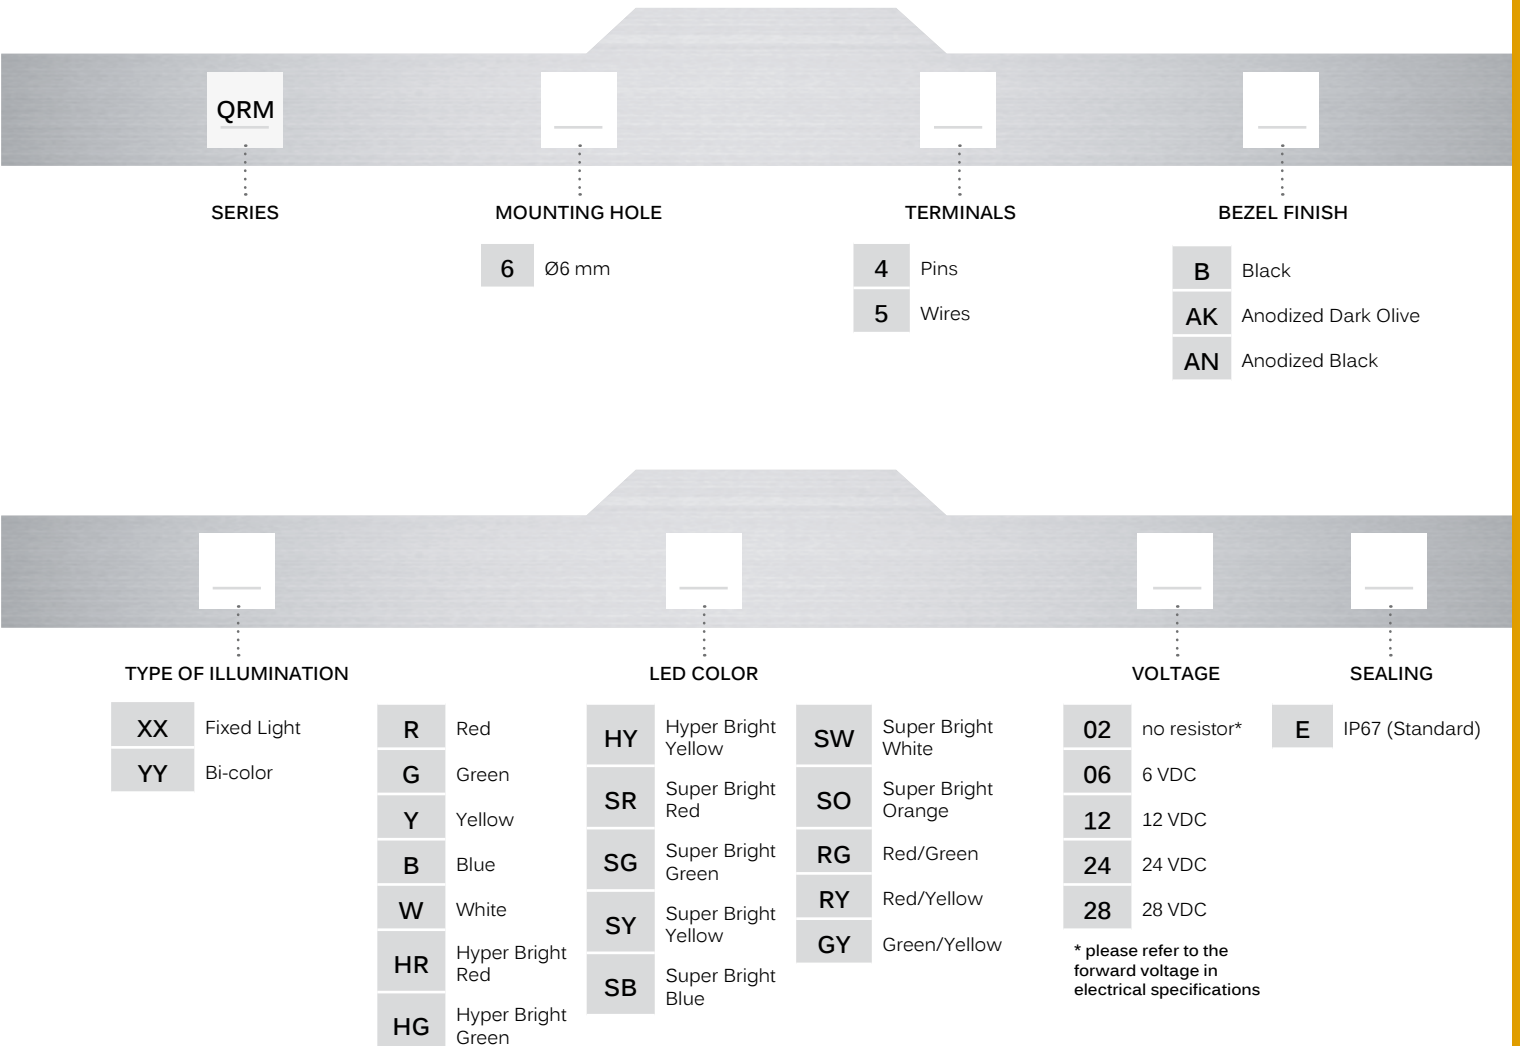 QRM
SERIES
MOUNTING HOLE
6 Ø6 mm
TERMINALS
4 Pins
5 Wires
BEZEL FINISH
B Black
AK Anodized Dark Olive
AN Anodized Black
TYPE OF ILLUMINATION
XX Fixed Light
YY Bi-color
LED COLOR
R Red
G Green
Y Yellow
B Blue
W White
HR Hyper Bright
Red
HG Hyper Bright
Green
HY Hyper Bright
Yellow
SR Super Bright
Red
SG Super Bright
Green
SY Super Bright
Yellow
SB Super Bright
Blue
SW Super Bright
White
SO Super Bright
Orange
RG Red/Green
RY Red/Yellow
GY Green/Yellow
VOLTAGE
02 no resistor*
06 6 VDC
12 12 VDC
24 24 VDC
28 28 VDC
* please refer to the
forward voltage in
electrical specifications
SEALING
E IP67 (Standard)